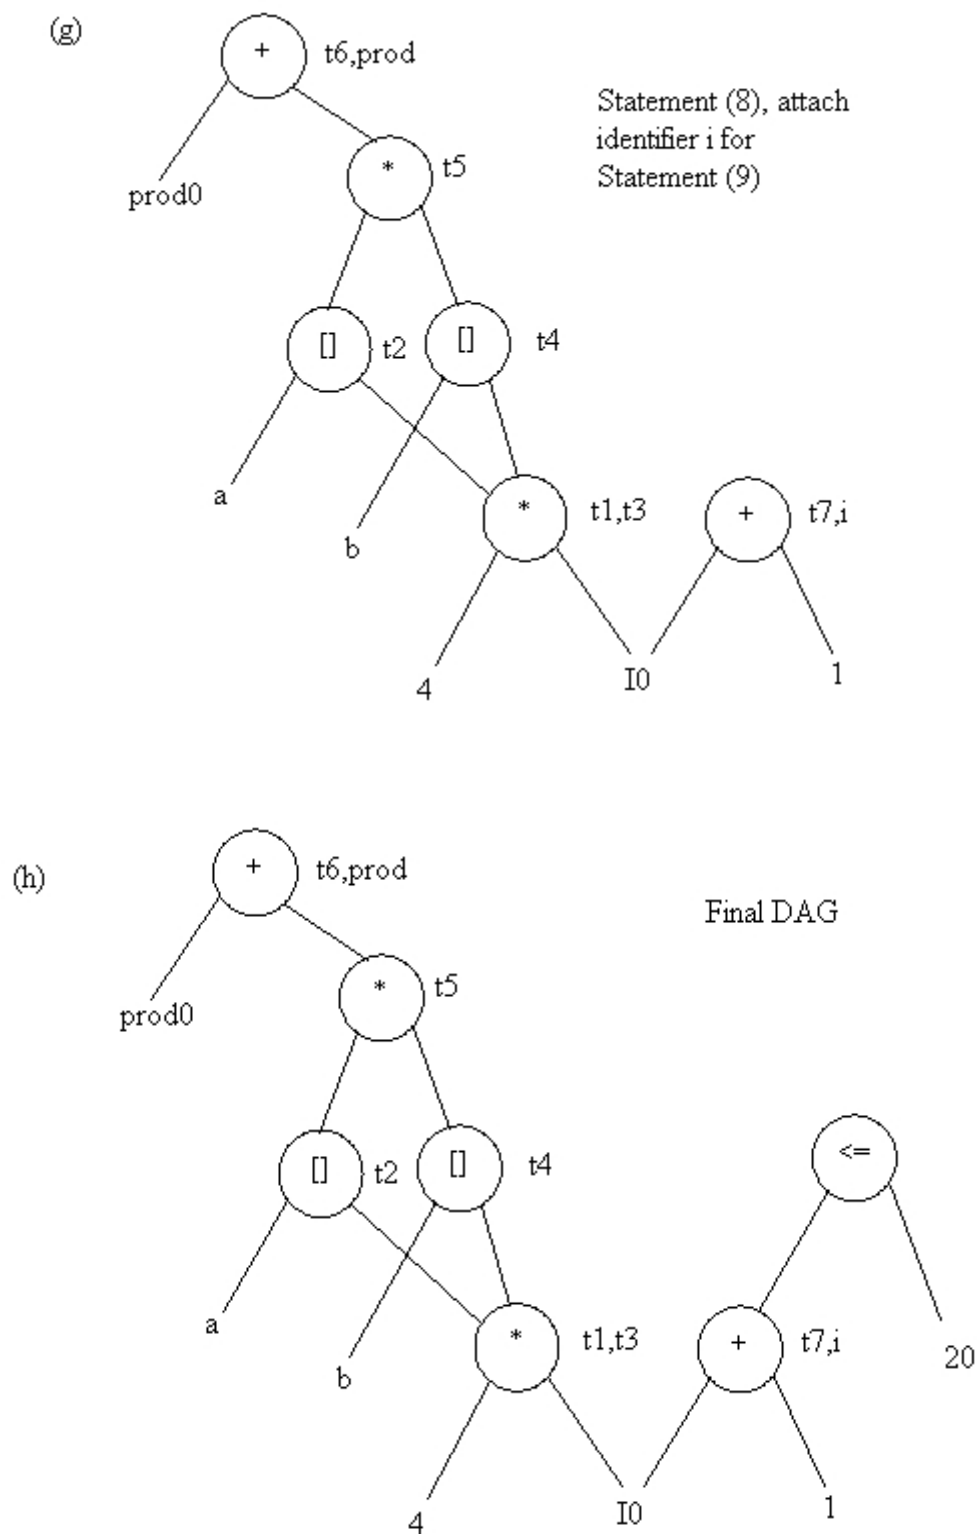 (g)
+
t6,prod
Statement (8), attach
identifier i for
Statement (9)
prod0
*
t5
[]
t2
[]
t4
a
b
*
t1,t3
+
t7,i
4
I0
1
(h)
+
t6,prod
Final DAG
prod0
*
t5
[]
t2
[]
t4
<=
a
b
*
t1,t3
+
t7,i
20
4
I0
1